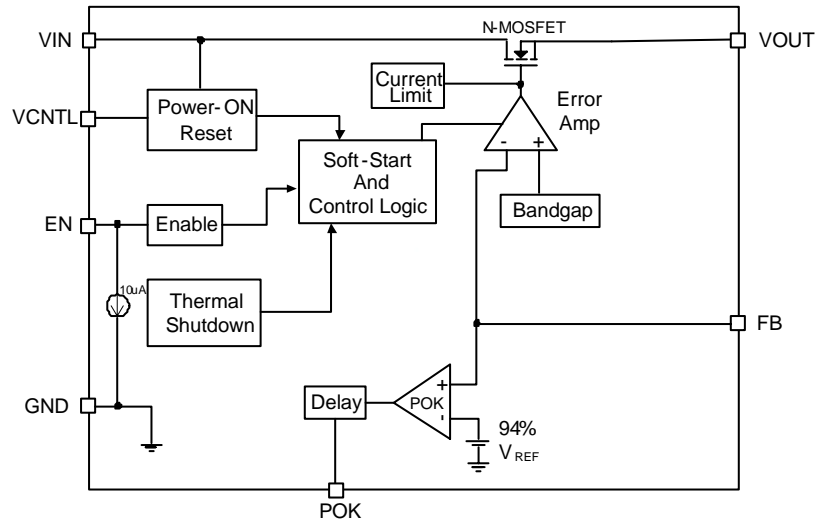 VIN
N-MOSFET
VOUT
Current
Limit
Error
Amp
VCNTL
Power-ON
Reset
- +
Soft-Start
And
Control Logic
Bandgap
EN
Enable
10uA
Thermal
Shutdown
FB
GND
Delay
POK
+
-
94%
VREF
POK